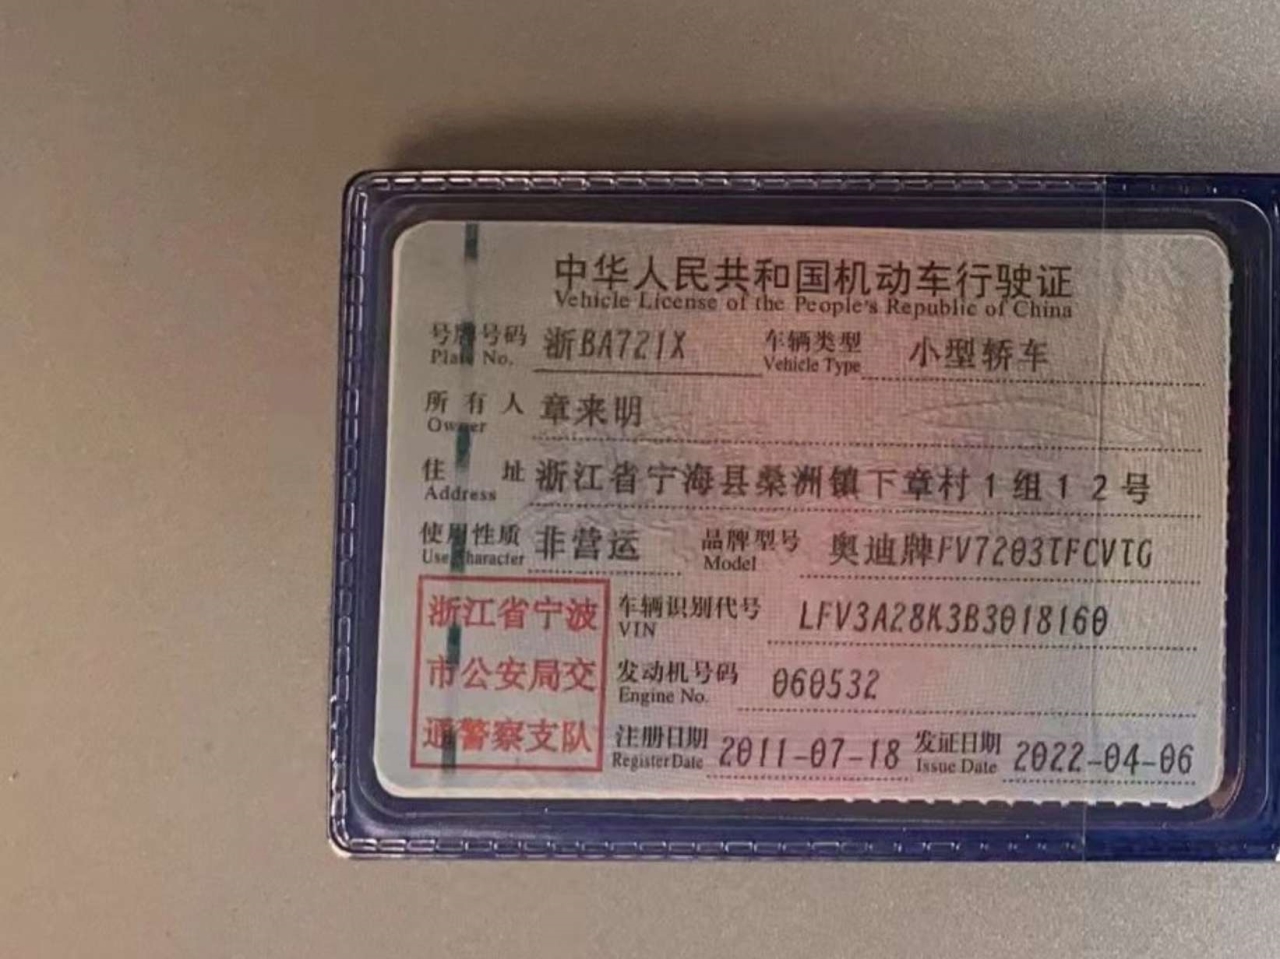 中华人民共和国机动车行驶证
Vehicle License of the People's Republic of China
号牌号码 浙BA721X 车辆类型 小型轿车
Plate No. Vehicle Type
所有人 章来明
Owner
住址 浙江省宁海县桑洲镇下章村1组12号
Address
使用性质 非营运 品牌型号 奥迪牌FV7203TFCVTG
Use Character Model
浙江省宁波
市公安局交
通警察支队
车辆识别代号 LFV3A28K3B3018160
VIN
发动机号码 060532
Engine No.
注册日期 2011-07-18 发证日期 2022-04-06
Register Date Issue Date